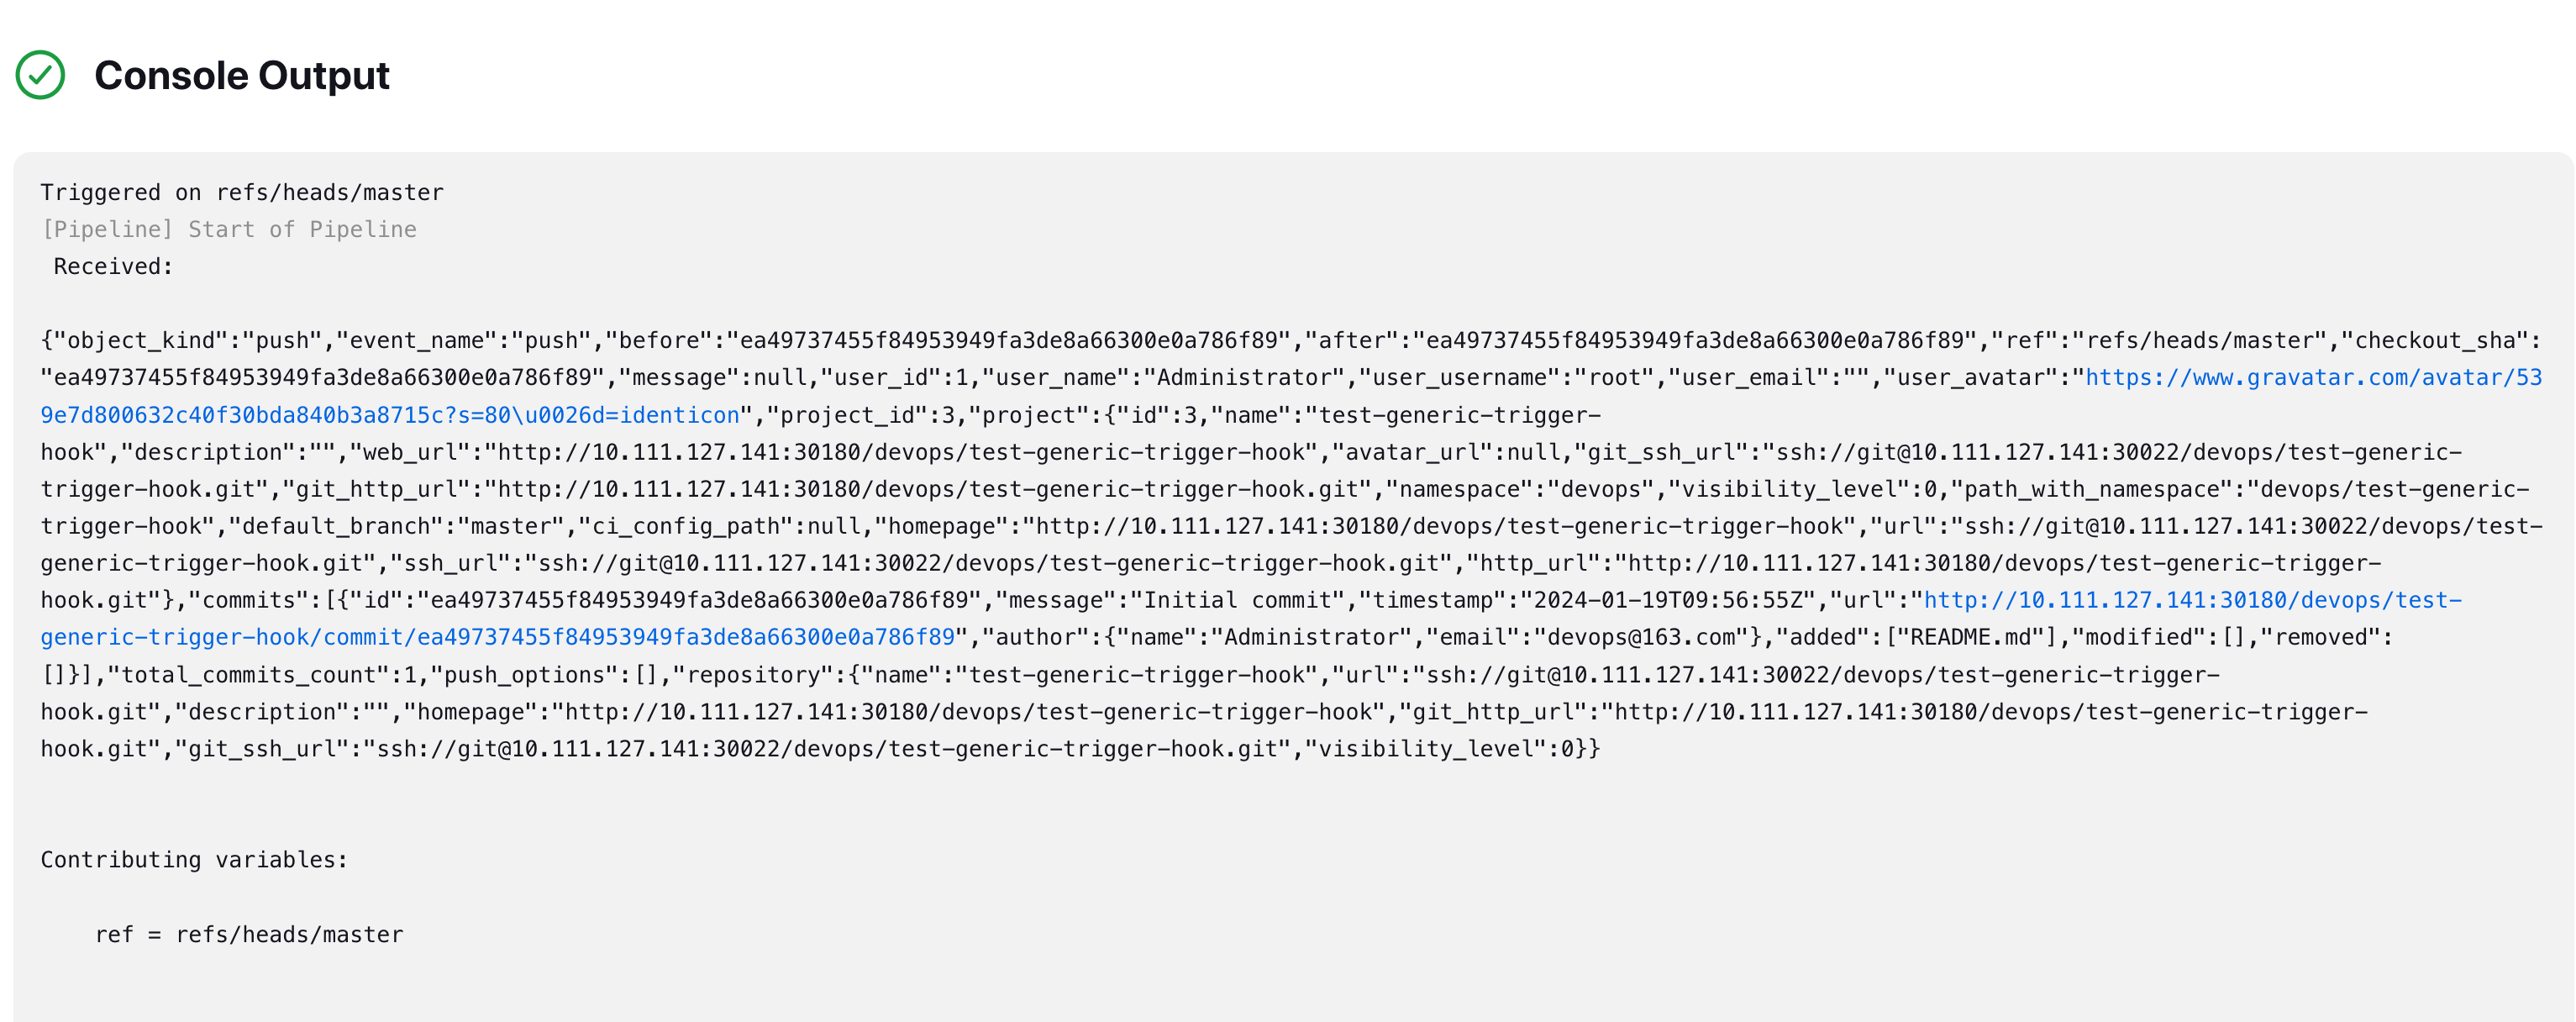 Console Output
Triggered on refs/heads/master
[Pipeline] Start of Pipeline
Received:
{"object_kind":"push","event_name":"push","before":"ea49737455f84953949fa3de8a66300e0a786f89","after":"ea49737455f84953949fa3de8a66300e0a786f89","ref":"refs/heads/master","checkout_sha":
"ea49737455f84953949fa3de8a66300e0a786f89","message":null,"user_id":1,"user_name":"Administrator","user_username":"root","user_email":"","user_avatar":"https://www.gravatar.com/avatar/53
9e7d800632c40f30bda840b3a8715c?s=80\u0026d=identicon","project_id":3,"project":{"id":3,"name":"test-generic-trigger-
hook","description":"","web_url":"http://10.111.127.141:30180/devops/test-generic-trigger-hook","avatar_url":null,"git_ssh_url":"ssh://git@10.111.127.141:30022/devops/test-generic-
trigger-hook.git","git_http_url":"http://10.111.127.141:30180/devops/test-generic-trigger-hook.git","namespace":"devops","visibility_level":0,"path_with_namespace":"devops/test-generic-
trigger-hook","default_branch":"master","ci_config_path":null,"homepage":"http://10.111.127.141:30180/devops/test-generic-trigger-hook","url":"ssh://git@10.111.127.141:30022/devops/test-
generic-trigger-hook.git","ssh_url":"ssh://git@10.111.127.141:30022/devops/test-generic-trigger-hook.git","http_url":"http://10.111.127.141:30180/devops/test-generic-trigger-
hook.git"},"commits":[{"id":"ea49737455f84953949fa3de8a66300e0a786f89","message":"Initial commit","timestamp":"2024-01-19T09:56:55Z","url":"http://10.111.127.141:30180/devops/test-
generic-trigger-hook/commit/ea49737455f84953949fa3de8a66300e0a786f89","author":{"name":"Administrator","email":"devops@163.com"},"added":["README.md"],"modified":[],"removed":
[]}],"total_commits_count":1,"push_options":[],"repository":{"name":"test-generic-trigger-hook","url":"ssh://git@10.111.127.141:30022/devops/test-generic-trigger-
hook.git","description":"","homepage":"http://10.111.127.141:30180/devops/test-generic-trigger-hook","git_http_url":"http://10.111.127.141:30180/devops/test-generic-trigger-
hook.git","git_ssh_url":"ssh://git@10.111.127.141:30022/devops/test-generic-trigger-hook.git","visibility_level":0}}
Contributing variables:
ref = refs/heads/master